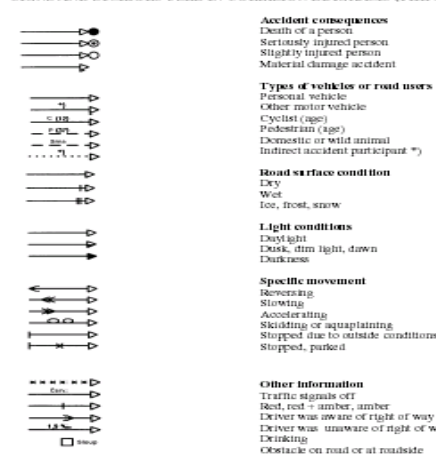 Accident consequences
Death of a person
Seriously injured person
Slightly injured person
Material damage accident
Types of vehicles or road users
Personal vehicle
*) Other motor vehicle
Cyclist (age)
Pedestrian (age)
Domestic or wild animal
*) Indirect accident participant *)
Road surface condition
Dry
Wet
Ice, frost, snow
Light conditions
Daylight
Dusk, dim light, dawn
Darkness
Specific movement
Reversing
Slowing
Accelerating
Skidding or aquaplaining
Stopped due to outside conditions
Stopped, parked
Other information
Traffic signals off
Red, red + amber, amber
Driver was aware of right of way
Driver was unaware of right of w
Drinking
Obstacle on road or at roadside